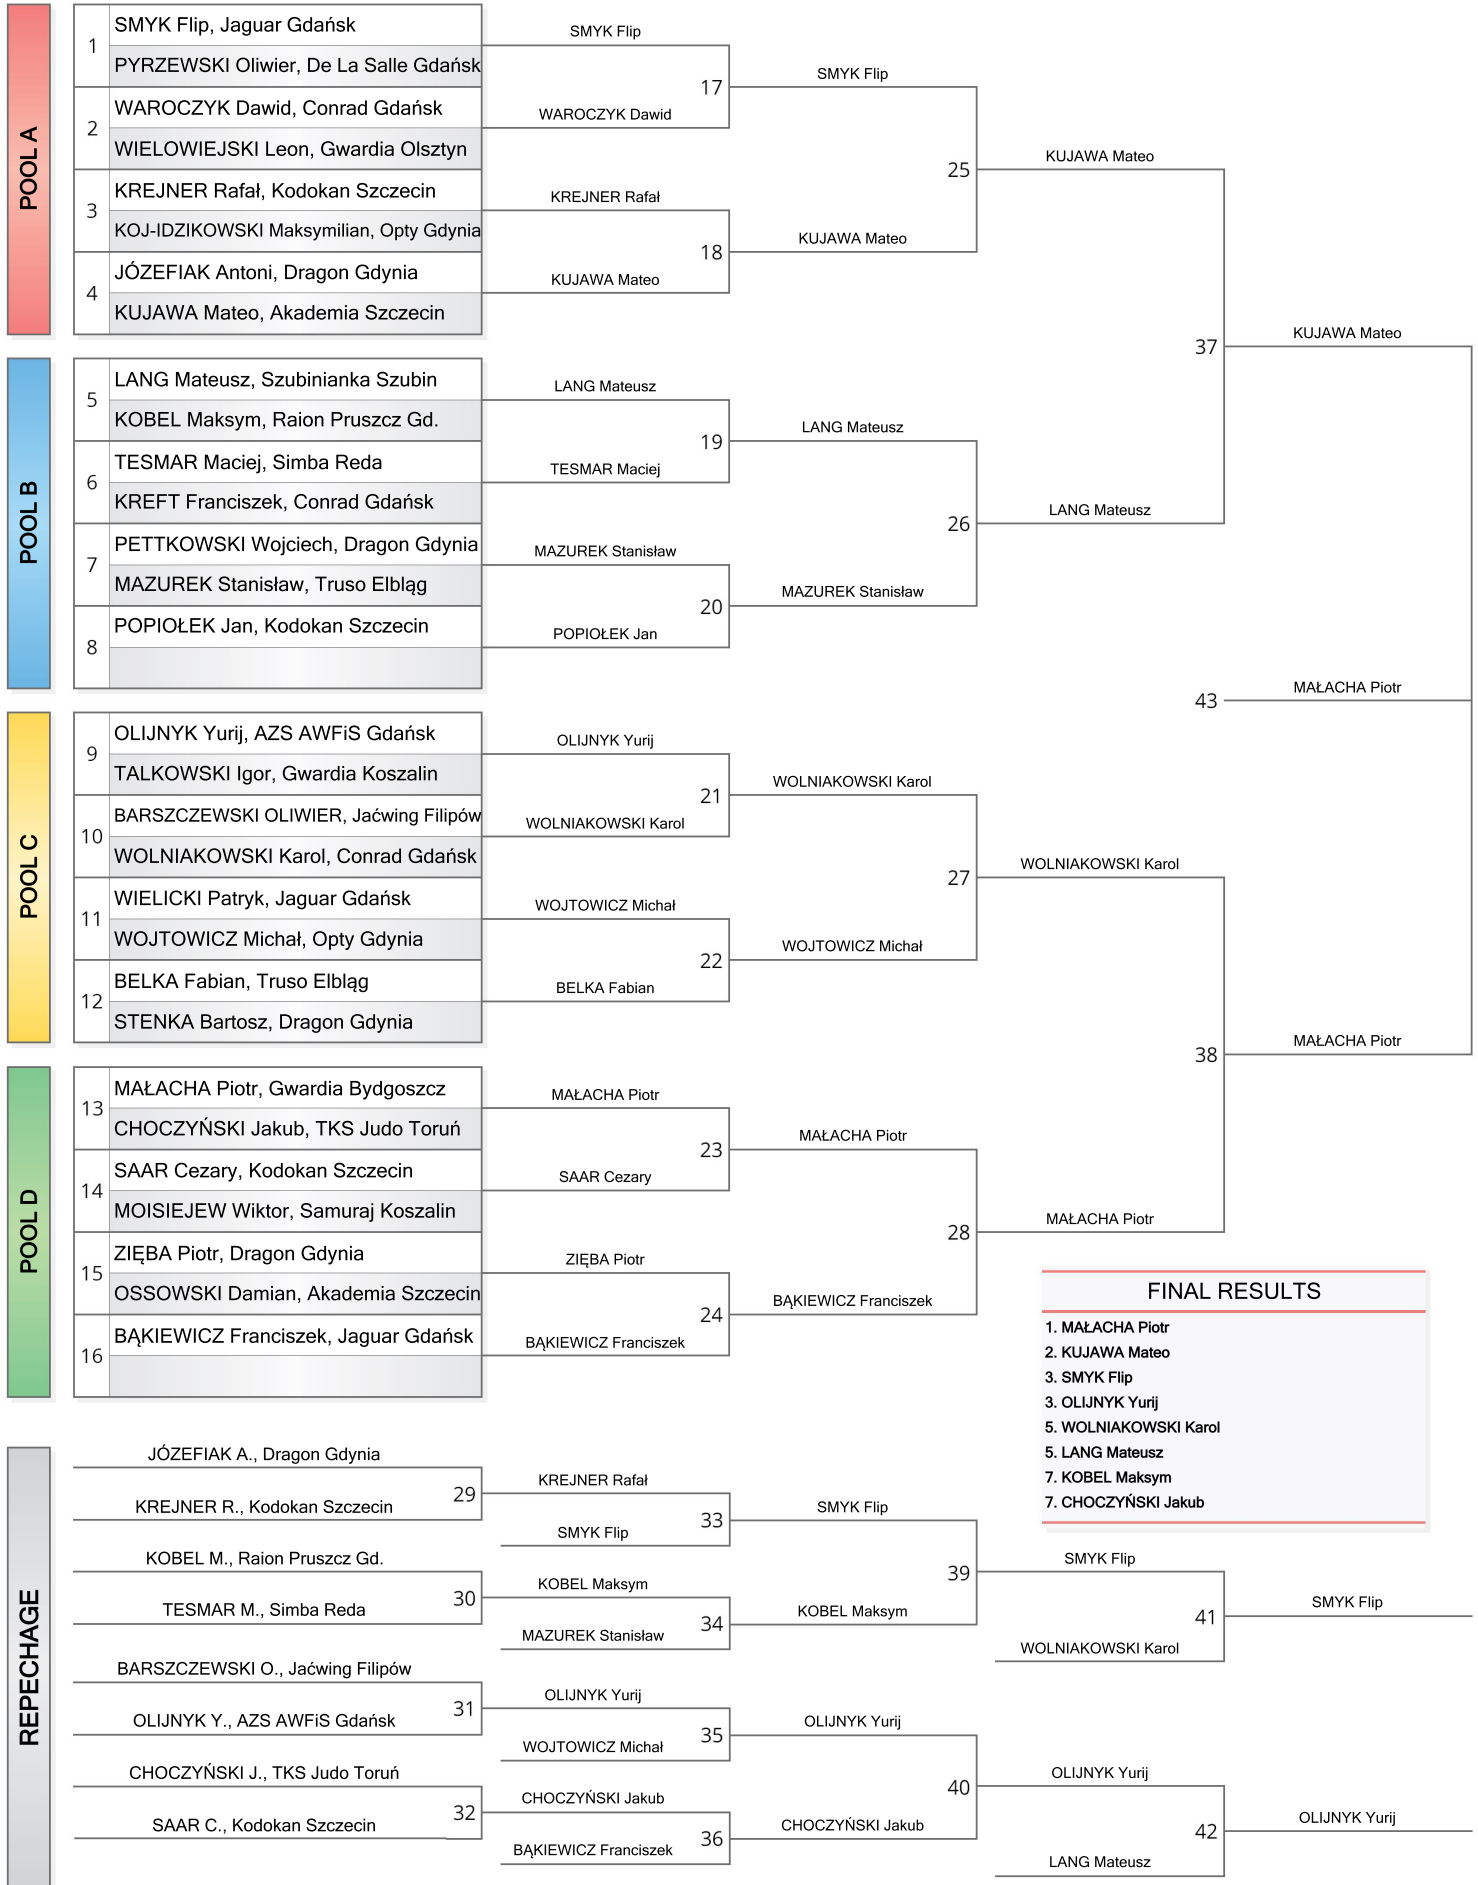 POOL A
1
SMYK Flip, Jaguar Gdańsk
PYRZEWSKI Oliwier, De La Salle Gdańsk
2
WAROCZYK Dawid, Conrad Gdańsk
WIELOWIEJSKI Leon, Gwardia Olsztyn
3
KREJNER Rafał, Kodokan Szczecin
KOJ-IDZIKOWSKI Maksymilian, Opty Gdynia
4
JÓZEFIAK Antoni, Dragon Gdynia
KUJAWA Mateo, Akademia Szczecin
SMYK Flip
17
WAROCZYK Dawid
KREJNER Rafał
18
KUJAWA Mateo
SMYK Flip
25
KUJAWA Mateo
KUJAWA Mateo
POOL B
5
LANG Mateusz, Szubinianka Szubin
KOBEL Maksym, Raion Pruszcz Gd.
6
TESMAR Maciej, Simba Reda
KREFT Franciszek, Conrad Gdańsk
7
PETTKOWSKI Wojciech, Dragon Gdynia
MAZUREK Stanisław, Truso Elbląg
8
POPIOŁEK Jan, Kodokan Szczecin
LANG Mateusz
19
TESMAR Maciej
MAZUREK Stanisław
20
POPIOŁEK Jan
LANG Mateusz
26
MAZUREK Stanisław
LANG Mateusz
37
KUJAWA Mateo
43
MAŁACHA Piotr
POOL C
9
OLIJNYK Yurij, AZS AWFiS Gdańsk
TALKOWSKI Igor, Gwardia Koszalin
10
BARSZCZEWSKI OLIWIER, Jaćwing Filipów
WOLNIAKOWSKI Karol, Conrad Gdańsk
11
WIELICKI Patryk, Jaguar Gdańsk
WOJTOWICZ Michał, Opty Gdynia
12
BELKA Fabian, Truso Elbląg
STENKA Bartosz, Dragon Gdynia
OLIJNYK Yurij
21
WOLNIAKOWSKI Karol
WOJTOWICZ Michał
22
BELKA Fabian
WOLNIAKOWSKI Karol
27
WOJTOWICZ Michał
WOLNIAKOWSKI Karol
38
MAŁACHA Piotr
POOL D
13
MAŁACHA Piotr, Gwardia Bydgoszcz
CHOCZYŃSKI Jakub, TKS Judo Toruń
14
SAAR Cezary, Kodokan Szczecin
MOISIEJEW Wiktor, Samuraj Koszalin
15
ZIĘBA Piotr, Dragon Gdynia
OSSOWSKI Damian, Akademia Szczecin
16
BĄKIEWICZ Franciszek, Jaguar Gdańsk
MAŁACHA Piotr
23
SAAR Cezary
ZIĘBA Piotr
24
BĄKIEWICZ Franciszek
MAŁACHA Piotr
28
BĄKIEWICZ Franciszek
MAŁACHA Piotr
FINAL RESULTS
1. MAŁACHA Piotr
2. KUJAWA Mateo
3. SMYK Flip
3. OLIJNYK Yurij
5. WOLNIAKOWSKI Karol
5. LANG Mateusz
7. KOBEL Maksym
7. CHOCZYŃSKI Jakub
REPECHAGE
JÓZEFIAK A., Dragon Gdynia
29
KREJNER R., Kodokan Szczecin
KOBEL M., Raion Pruszcz Gd.
30
TESMAR M., Simba Reda
BARSZCZEWSKI O., Jaćwing Filipów
31
OLIJNYK Y., AZS AWFiS Gdańsk
CHOCZYŃSKI J., TKS Judo Toruń
32
SAAR C., Kodokan Szczecin
KREJNER Rafał
33
SMYK Flip
KOBEL Maksym
34
MAZUREK Stanisław
OLIJNYK Yurij
35
WOJTOWICZ Michał
CHOCZYŃSKI Jakub
36
BĄKIEWICZ Franciszek
SMYK Flip
39
KOBEL Maksym
OLIJNYK Yurij
40
CHOCZYŃSKI Jakub
SMYK Flip
41
WOLNIAKOWSKI Karol
OLIJNYK Yurij
42
LANG Mateusz
SMYK Flip
OLIJNYK Yurij